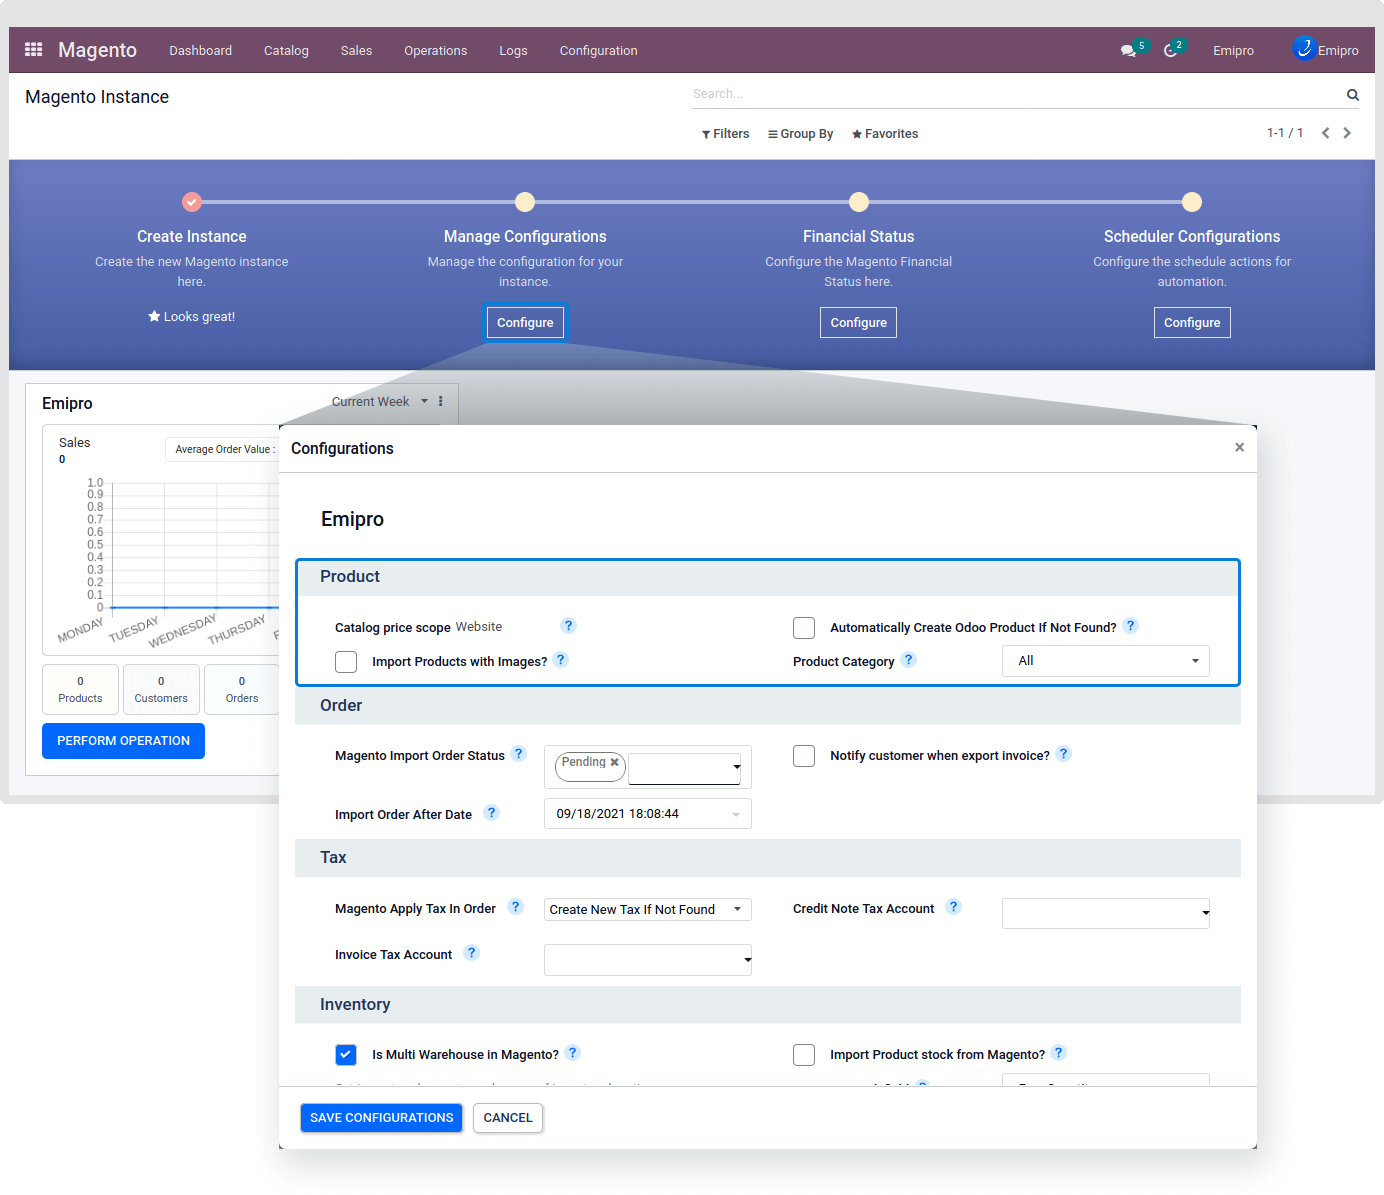 Magento Dashboard Catalog Sales Operations Logs Configuration 5 2 Emipro Emipro
Magento Instance
Search...
Filters Group By Favorites 1-1 / 1
Create Instance Manage Configurations Financial Status Scheduler Configurations
Create the new Magento instance Manage the configuration for your Configure the Magento Financial Configure the schedule actions for
here. instance. Status here. automation.
Looks great! Configure Configure Configure
Emipro Current Week
Sales
0
Average Order Value :
1.0
0.9
0.8
0.7
0.6
0.5
0.4
0.3
0.2
0.1
0
MONDAY TUESDAY WEDNESDAY THURSDAY F
0 0 0
Products Customers Orders
PERFORM OPERATION
Configurations ×
Emipro
Product
Catalog price scope Website ? Automatically Create Odoo Product If Not Found? ?
Import Products with Images? ? Product Category ? All
Order
Magento Import Order Status ? Pending ✖ Notify customer when export invoice? ?
Import Order After Date ? 09/18/2021 18:08:44
Tax
Magento Apply Tax In Order ? Create New Tax If Not Found Credit Note Tax Account ?
Invoice Tax Account ?
Inventory
Is Multi Warehouse in Magento? ? Import Product stock from Magento? ?
SAVE CONFIGURATIONS CANCEL